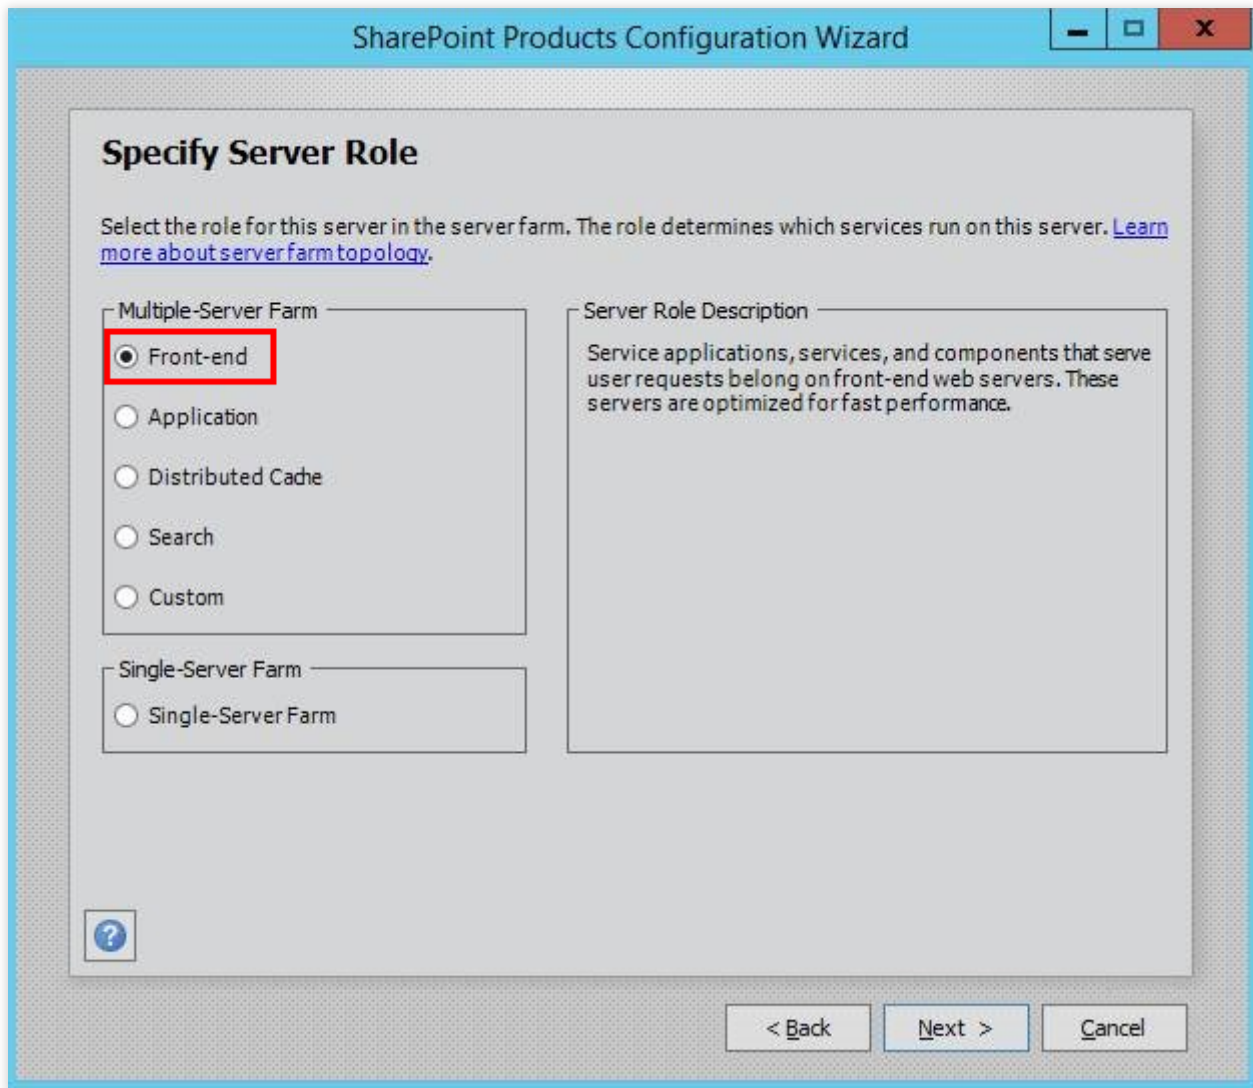 SharePoint Products Configuration Wizard
Specify Server Role
Select the role for this server in the server farm. The role determines which services run on this server. Learn
more about server farm topology.
Multiple-Server Farm
Front-end
Application
Distributed Cache
Search
Custom
Single-Server Farm
Single-Server Farm
Server Role Description
Service applications, services, and components that serve
user requests belong on front-end web servers. These
servers are optimized for fast performance.
?
< Back
Next >
Cancel